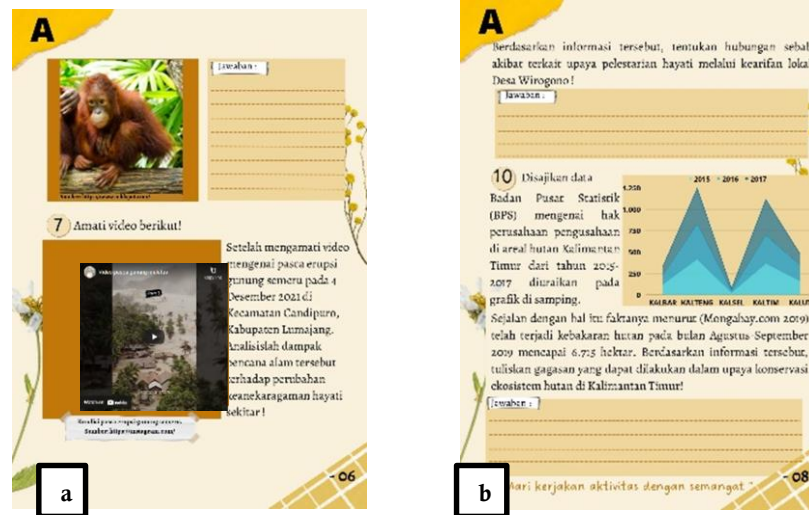 A
Jawaban :
7 Amati video berikut!
Setelah mengamati video
mengenai pasca erupsi
gunung semeru pada 4
Desember 2021 di
Kecamatan Candipuro,
Kabupaten Lumajang.
Analisislah dampak
bencana alam tersebut
terhadap perubahan
keanekaragaman hayati
sekitar !
- 06
a
A
Berdasarkan informasi tersebut, tentukan hubungan sebab
akibat terkait upaya pelestarian hayati melalui kearifan loka
Desa Wirogono !
Jawaban :
10 Disajikan data
Badan Pusat Statistik
(BPS) mengenai hak
perusahaan pengusahaan
di areal hutan Kalimantan
Timur dari tahun 2015-
2017 diuraikan pada
grafik di samping.
2015 2016 2017
1.250
1.000
750
500
250
0
KALBAR KALTENG KALSEL KALTIM KALU
Sejalan dengan hal itu faktanya menurut (Mongabay.com 2019)
telah terjadi kebakaran hutan pada bulan Agustus-September
2019 mencapai 6.715 hektar. Berdasarkan informasi tersebut,
tuliskan gagasan yang dapat dilakukan dalam upaya konservasi
ekosistem hutan di Kalimantan Timur!
Jawaban :
Mari kerjakan aktivitas dengan semangat
- 08
b